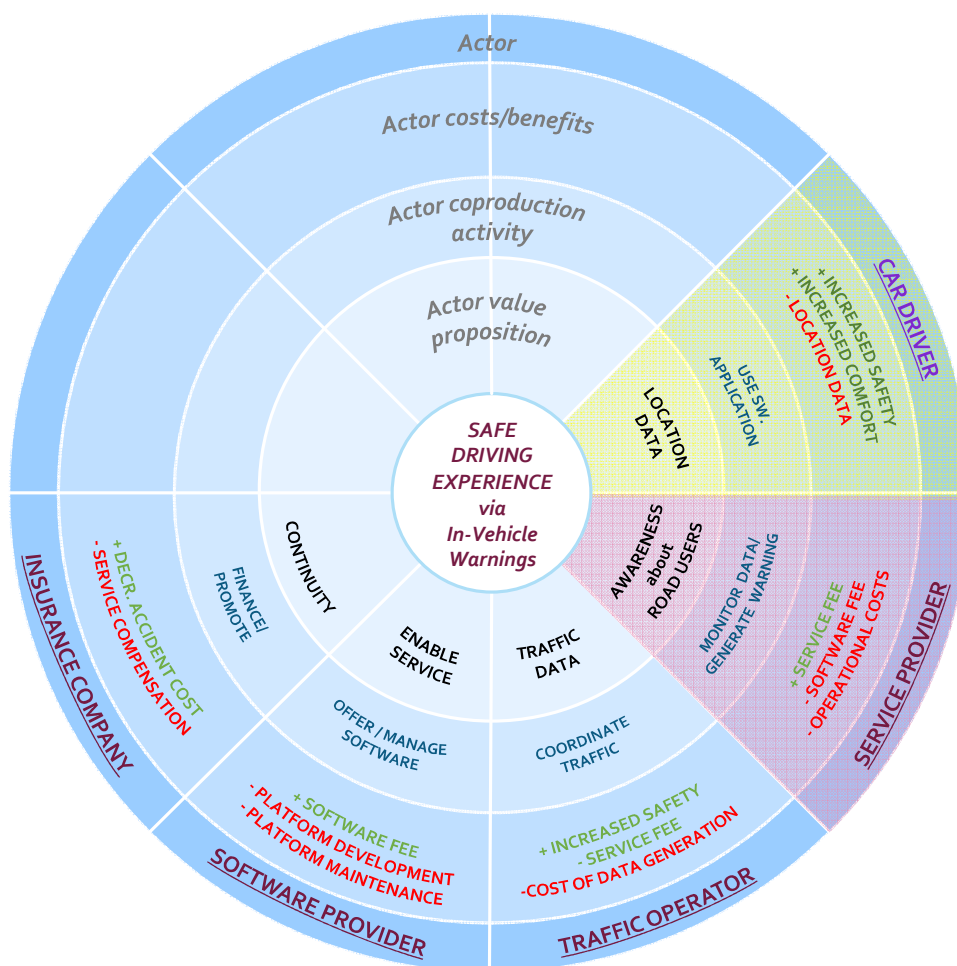 Actor
Actor costs/benefits
Actor coproduction
activity
Actor value
proposition
SAFE
DRIVING
EXPERIENCE
via
In-Vehicle
Warnings
CAR DRIVER
+ INCREASED SAFETY
+ INCREASED COMFORT
- LOCATION DATA
USE SW.
APPLICATION
LOCATION
DATA
SERVICE PROVIDER
+ SERVICE FEE
- SOFTWARE FEE
- OPERATIONAL COSTS
MONITOR DATA/
GENERATE WARNING
AWARENESS
about
ROAD USERS
TRAFFIC OPERATOR
+ INCREASED SAFETY
- SERVICE FEE
-COST OF DATA GENERATION
COORDINATE
TRAFFIC
TRAFFIC
DATA
SOFTWARE PROVIDER
+ SOFTWARE FEE
- PLATFORM DEVELOPMENT
- PLATFORM MAINTENANCE
OFFER / MANAGE
SOFTWARE
ENABLE
SERVICE
INSURANCE COMPANY
+ DECR. ACCIDENT COST
- SERVICE COMPENSATION
FINANCE/
PROMOTE
CONTINUITY